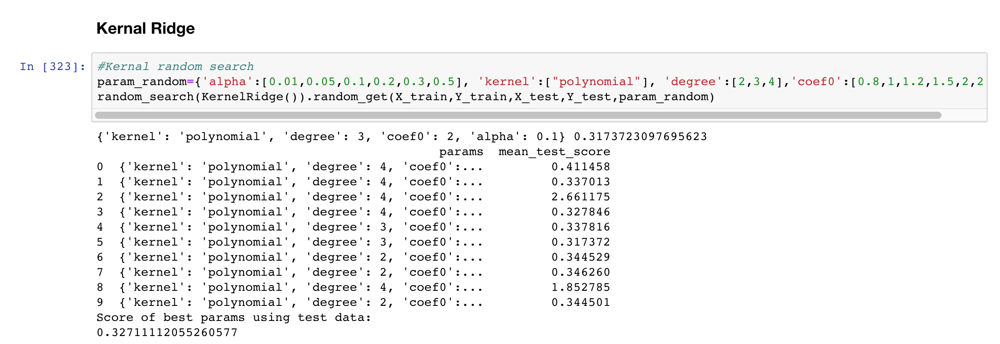 Kernal Ridge
In [323]: #Kernal random search
param_random={'alpha':[0.01,0.05,0.1,0.2,0.3,0.5], 'kernel':["polynomial"], 'degree':[2,3,4],'coef0':[0.8,1,1.2,1.5,2,2
random_search(KernelRidge()).random_get(X_train,Y_train,X_test,Y_test,param_random)
{'kernel': 'polynomial', 'degree': 3, 'coef0': 2, 'alpha': 0.1} 0.3173723097695623
params  mean_test_score
0  {'kernel': 'polynomial', 'degree': 4, 'coef0':...         0.411458
1  {'kernel': 'polynomial', 'degree': 4, 'coef0':...         0.337013
2  {'kernel': 'polynomial', 'degree': 4, 'coef0':...         2.661175
3  {'kernel': 'polynomial', 'degree': 4, 'coef0':...         0.327846
4  {'kernel': 'polynomial', 'degree': 3, 'coef0':...         0.337816
5  {'kernel': 'polynomial', 'degree': 3, 'coef0':...         0.317372
6  {'kernel': 'polynomial', 'degree': 2, 'coef0':...         0.344529
7  {'kernel': 'polynomial', 'degree': 2, 'coef0':...         0.346260
8  {'kernel': 'polynomial', 'degree': 4, 'coef0':...         1.852785
9  {'kernel': 'polynomial', 'degree': 2, 'coef0':...         0.344501
Score of best params using test data:
0.32711112055260577